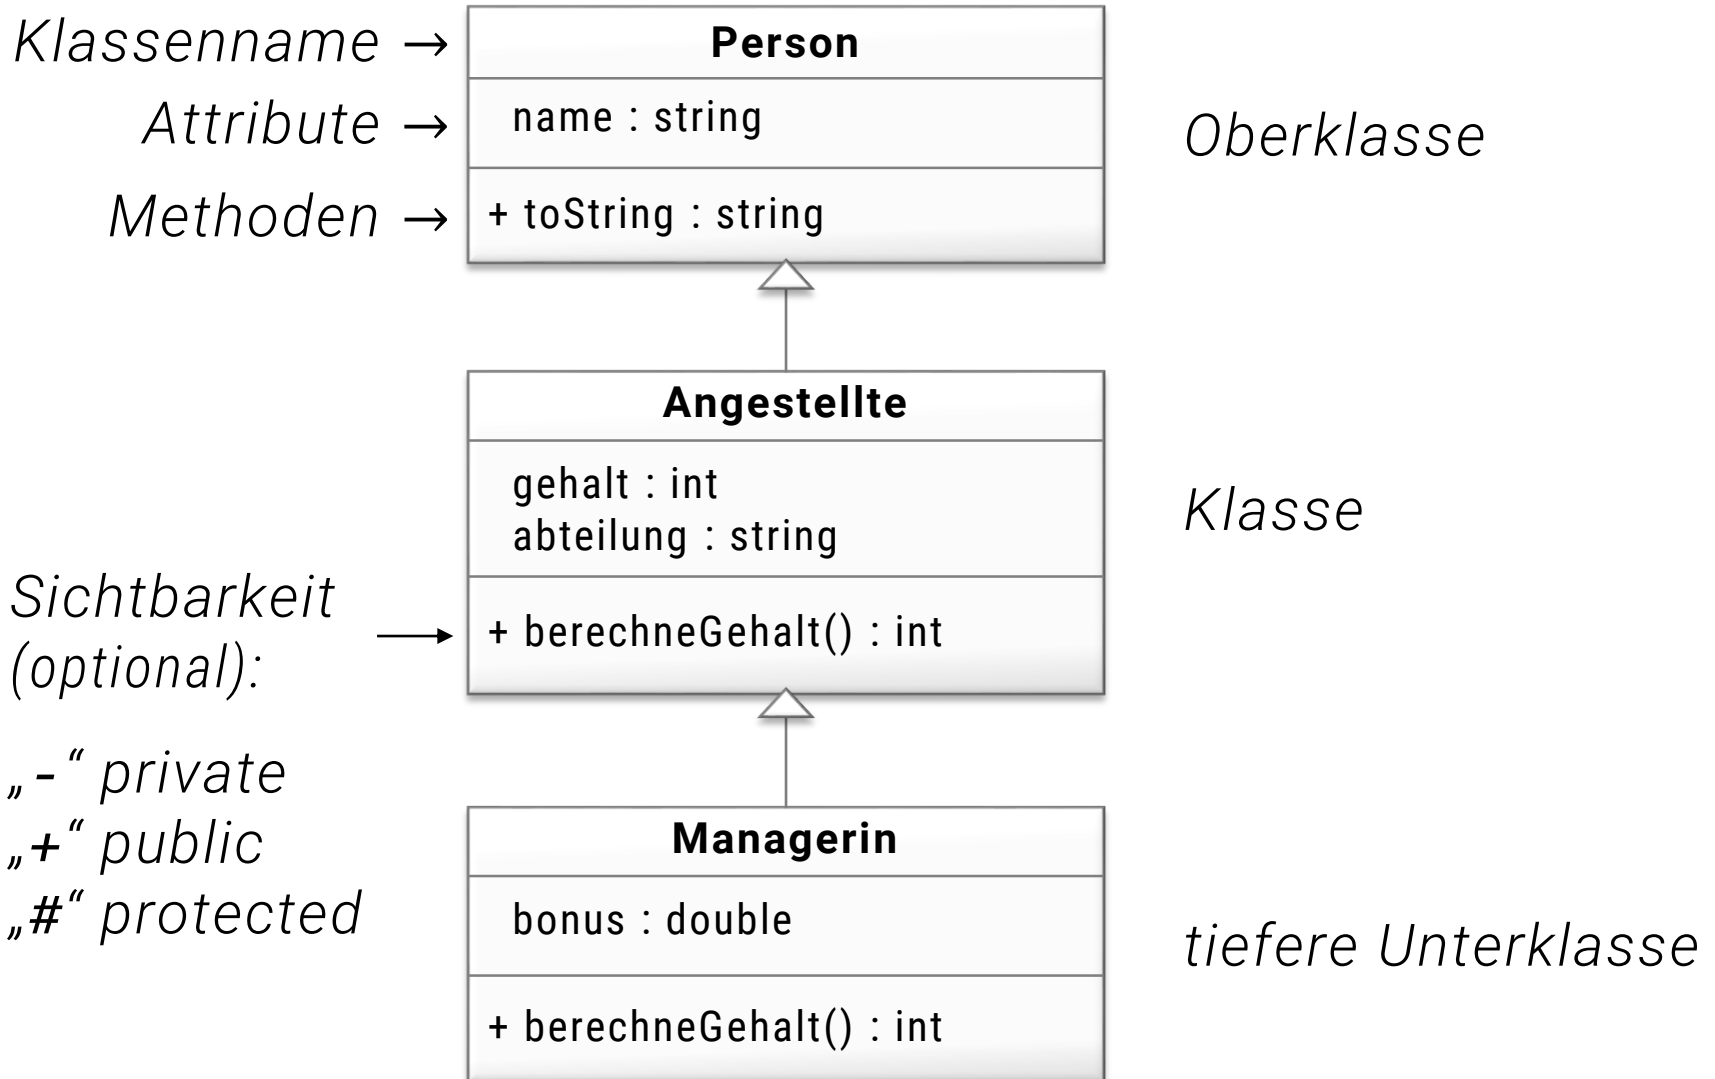 Klassenname →
Person
Attribute →
name : string
Oberklasse
Methoden →
+ toString : string
Angestellte
gehalt : int
abteilung : string
Klasse
Sichtbarkeit
(optional):
+ berechneGehalt() : int
„-“ private
„+“ public
„#“ protected
Managerin
bonus : double
tiefere Unterklasse
+ berechneGehalt() : int